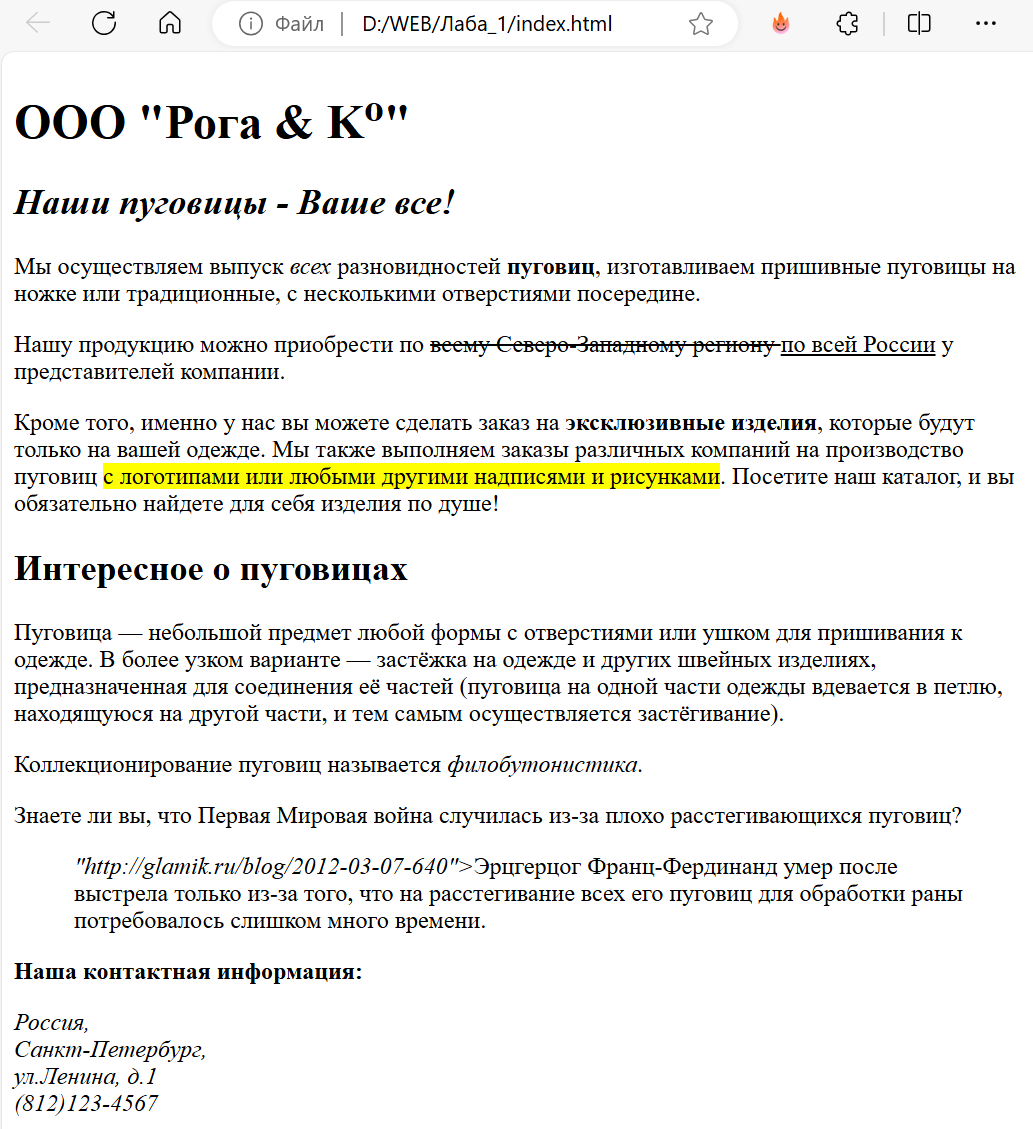 Файл | D:/WEB/Лаба_1/index.html
ООО "Рога & Kº"
Наши пуговицы - Ваше все!
Мы осуществляем выпуск всех разновидностей пуговиц, изготавливаем пришивные пуговицы на
ножке или традиционные, с несколькими отверстиями посередине.
Нашу продукцию можно приобрести по всему Северо-Западному региону по всей России у
представителей компании.
Кроме того, именно у нас вы можете сделать заказ на эксклюзивные изделия, которые будут
только на вашей одежде. Мы также выполняем заказы различных компаний на производство
пуговиц с логотипами или любыми другими надписями и рисунками. Посетите наш каталог, и вы
обязательно найдете для себя изделия по душе!
Интересное о пуговицах
Пуговица — небольшой предмет любой формы с отверстиями или ушком для пришивания к
одежде. В более узком варианте — застёжка на одежде и других швейных изделиях,
предназначенная для соединения её частей (пуговица на одной части одежды вдевается в петлю,
находящуюся на другой части, и тем самым осуществляется застёгивание).
Коллекционирование пуговиц называется филобутонистика.
Знаете ли вы, что Первая Мировая война случилась из-за плохо расстегивающихся пуговиц?
"http://glamik.ru/blog/2012-03-07-640">Эрцгерцог Франц-Фердинанд умер после
выстрела только из-за того, что на расстегивание всех его пуговиц для обработки раны
потребовалось слишком много времени.
Наша контактная информация:
Россия,
Санкт-Петербург,
ул.Ленина, д.1
(812)123-4567